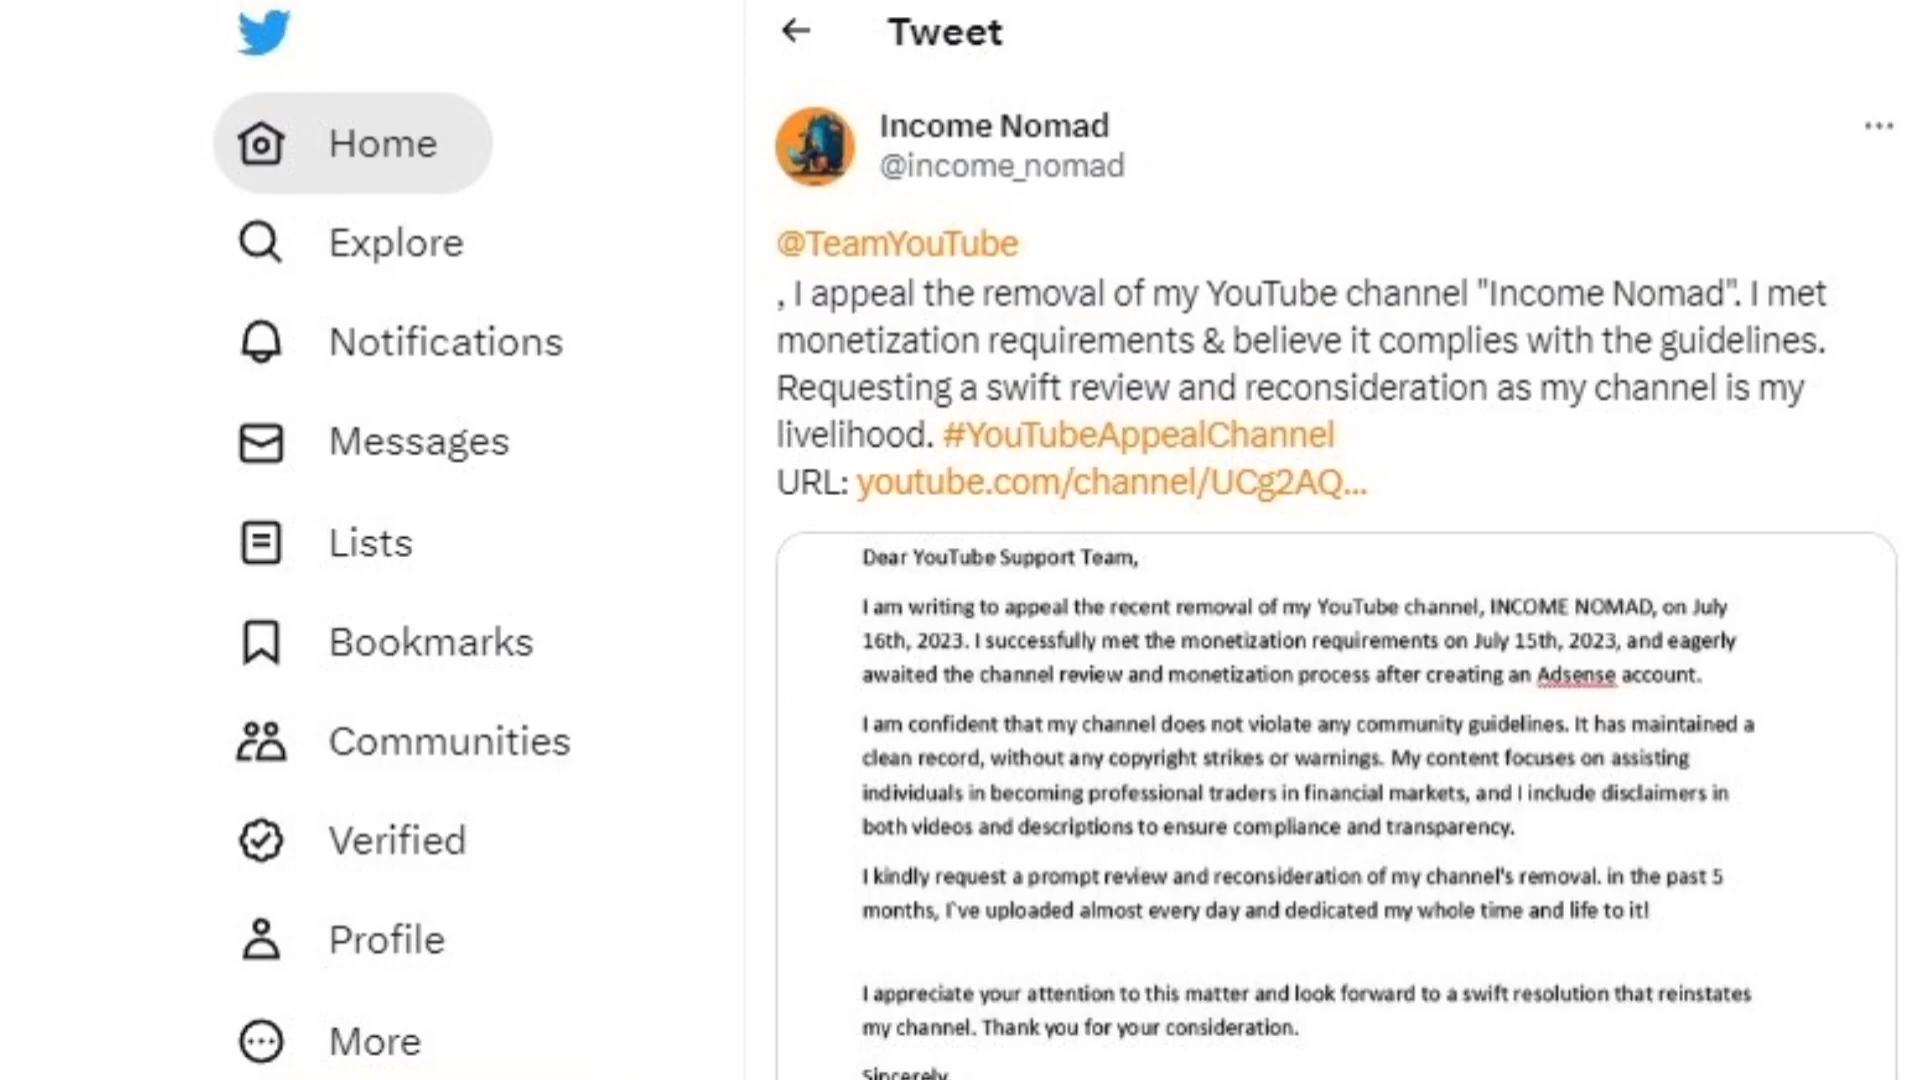 Home
Explore
Notifications
Messages
Lists
Bookmarks
Communities
Verified
Profile
More
Tweet
Income Nomad
@income_nomad
@TeamYouTube
, I appeal the removal of my YouTube channel "Income Nomad". I met
monetization requirements & believe it complies with the guidelines.
Requesting a swift review and reconsideration as my channel is my
livelihood. #YouTubeAppealChannel
URL: youtube.com/channel/UCg2AQ...
Dear YouTube Support Team,
I am writing to appeal the recent removal of my YouTube channel, INCOME NOMAD, on July
16th, 2023. I successfully met the monetization requirements on July 15th, 2023, and eagerly
awaited the channel review and monetization process after creating an Adsense account.
I am confident that my channel does not violate any community guidelines. It has maintained a
clean record, without any copyright strikes or warnings. My content focuses on assisting
individuals in becoming professional traders in financial markets, and I include disclaimers in
both videos and descriptions to ensure compliance and transparency.
I kindly request a prompt review and reconsideration of my channel's removal. in the past 5
months, I've uploaded almost every day and dedicated my whole time and life to it!
I appreciate your attention to this matter and look forward to a swift resolution that reinstates
my channel. Thank you for your consideration.
Sincerely,